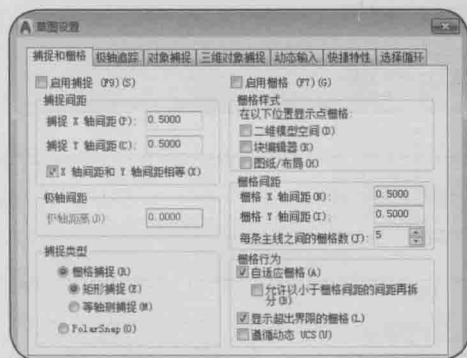 草图设置
捕捉和栅格 极轴追踪 对象捕捉 三维对象捕捉 动态输入 快捷特性 选择循环
启用捕捉 (F9)(S)
捕捉间距
捕捉 X 轴间距(P): 0.5000
捕捉 Y 轴间距(C): 0.5000
X 轴间距和 Y 轴间距相等(X)
极轴间距
极轴距离(D): 0.0000
捕捉类型
栅格捕捉(R)
矩形捕捉(E)
等轴测捕捉(M)
PolarSnap(O)
启用栅格 (F7)(G)
栅格样式
在以下位置显示点栅格:
二维模型空间(D)
块编辑器(K)
图纸/布局(H)
栅格间距
栅格 X 轴间距(N): 0.5000
栅格 Y 轴间距(I): 0.5000
每条主线之间的栅格数(J): 5
栅格行为
自适应栅格(A)
允许以小于栅格间距的间距再拆
分(B)
显示超出界限的栅格(L)
遵循动态 UCS(U)